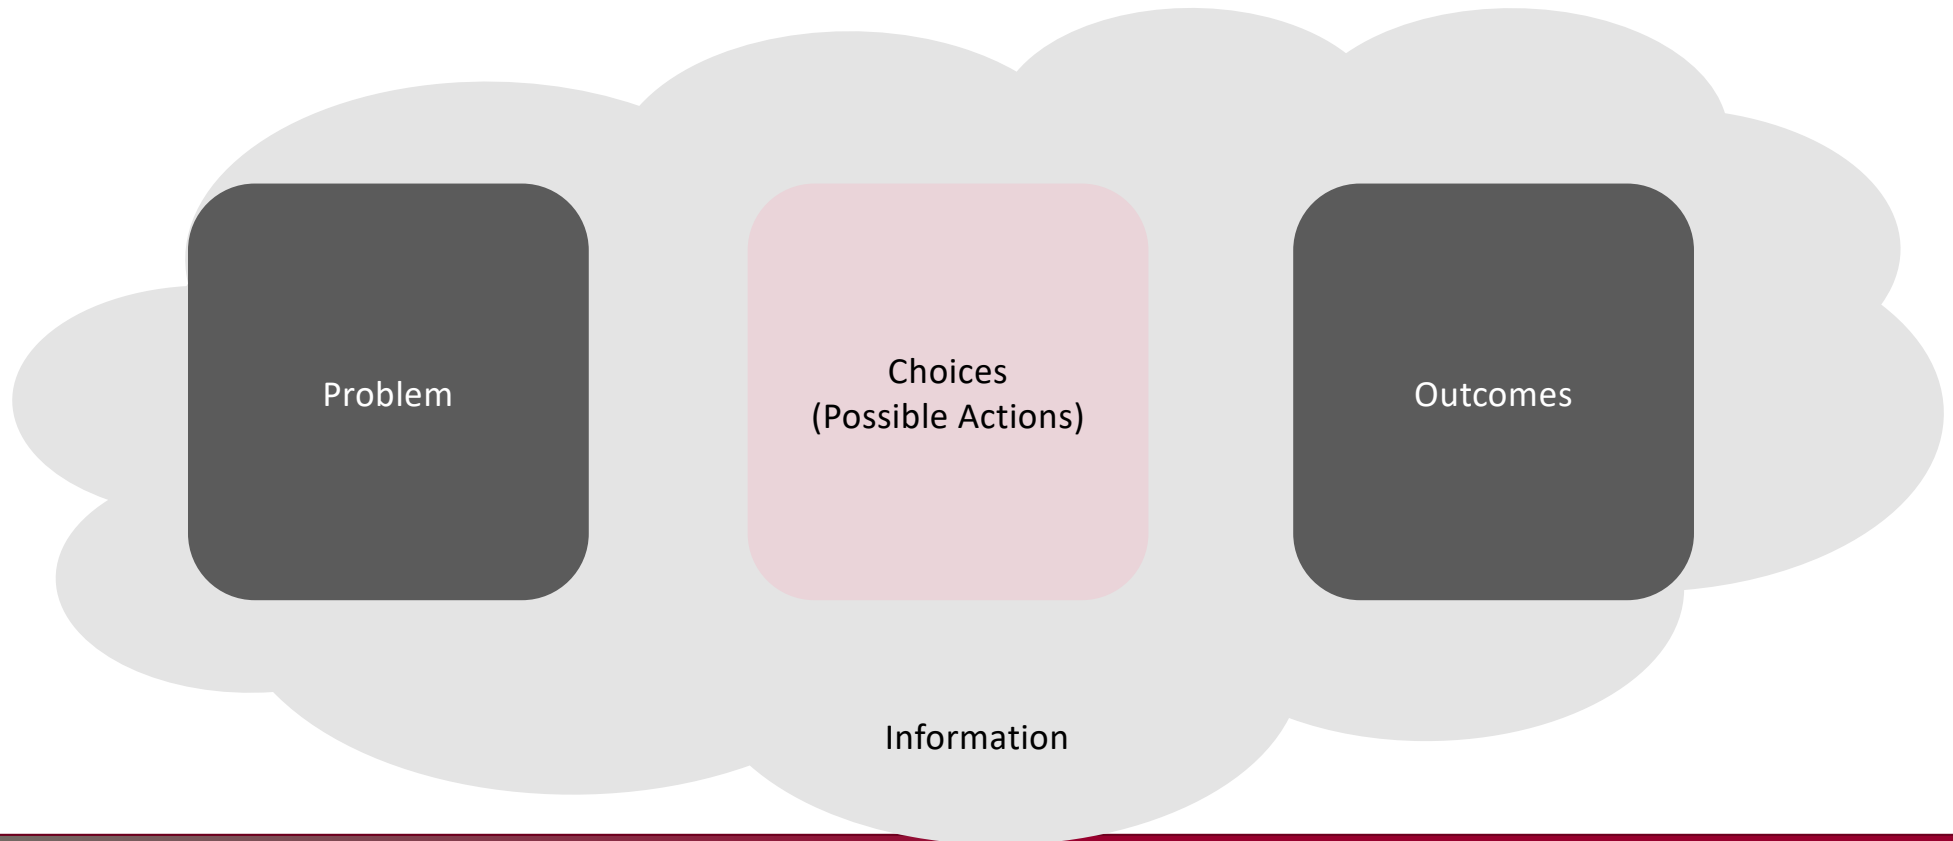 Problem
Choices
(Possible Actions)
Outcomes
Information